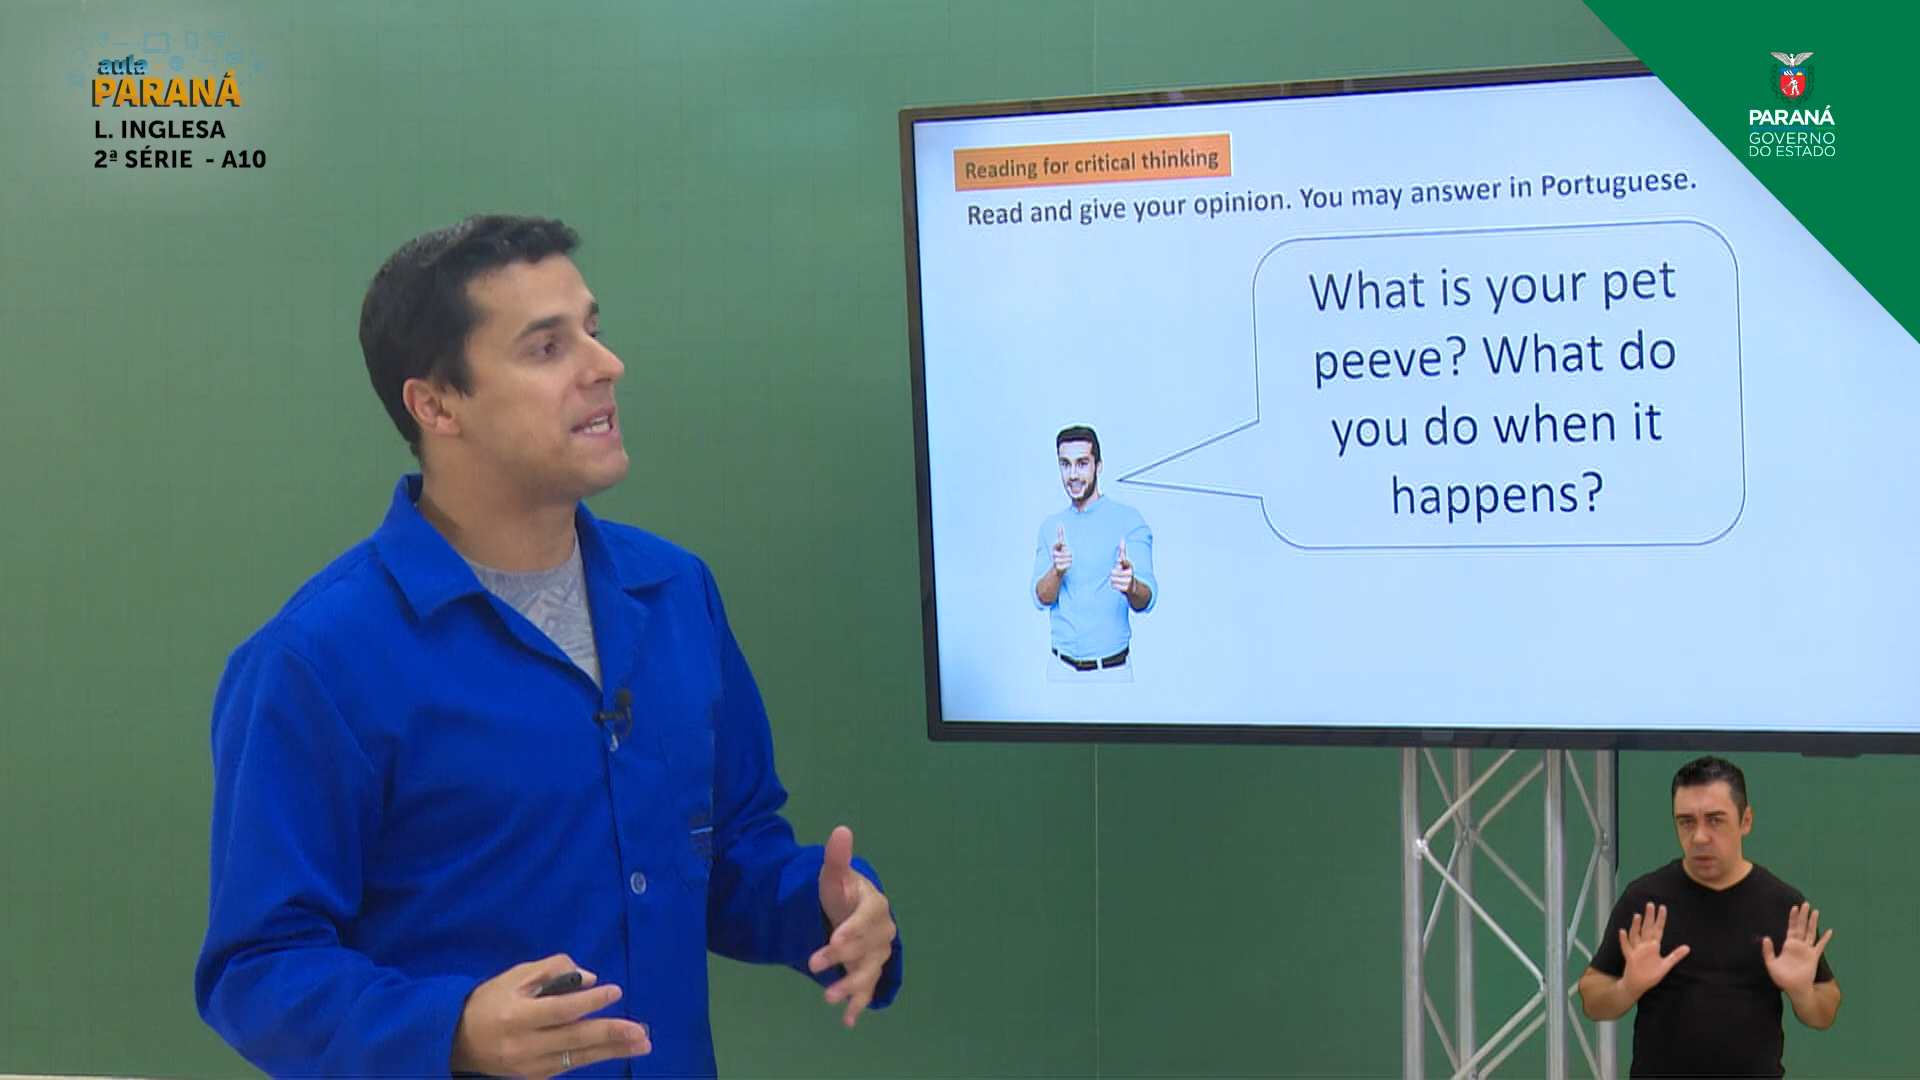 aula
PARANÁ
L. INGLESA
2ª SÉRIE - A10
PARANÁ
GOVERNO
DO ESTADO
Reading for critical thinking
Read and give your opinion. You may answer in Portuguese.
What is your pet
peeve? What do
you do when it
happens?